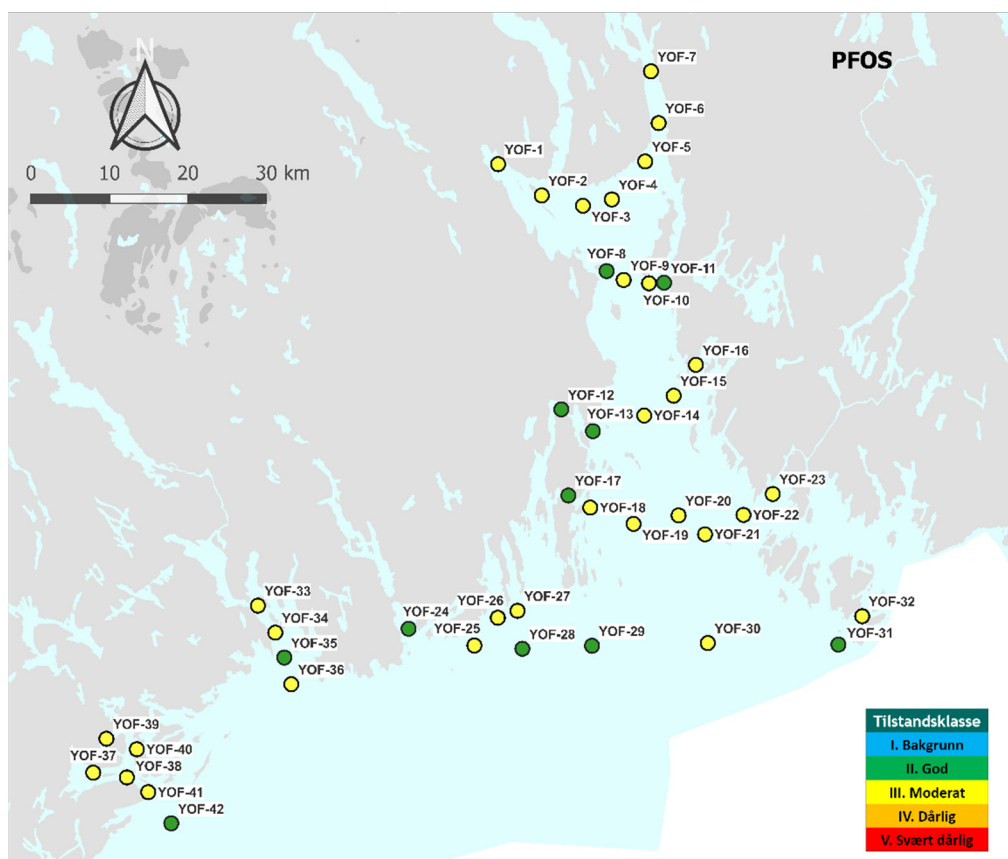 N
PFOS
0 10 20 30 km
YOF-7
YOF-6
YOF-5
YOF-1
YOF-2
YOF-4
YOF-3
YOF-8
YOF-9
YOF-11
YOF-10
YOF-16
YOF-15
YOF-12
YOF-13
YOF-14
YOF-17
YOF-23
YOF-18
YOF-20
YOF-22
YOF-19
YOF-21
YOF-33
YOF-27
YOF-24
YOF-26
YOF-32
YOF-34
YOF-25
YOF-28
YOF-29
YOF-30
YOF-31
YOF-35
YOF-36
YOF-39
YOF-40
YOF-37
YOF-38
YOF-41
YOF-42
Tilstandsklasse
I. Bakgrunn
II. God
III. Moderat
IV. Dårlig
V. Svært dårlig